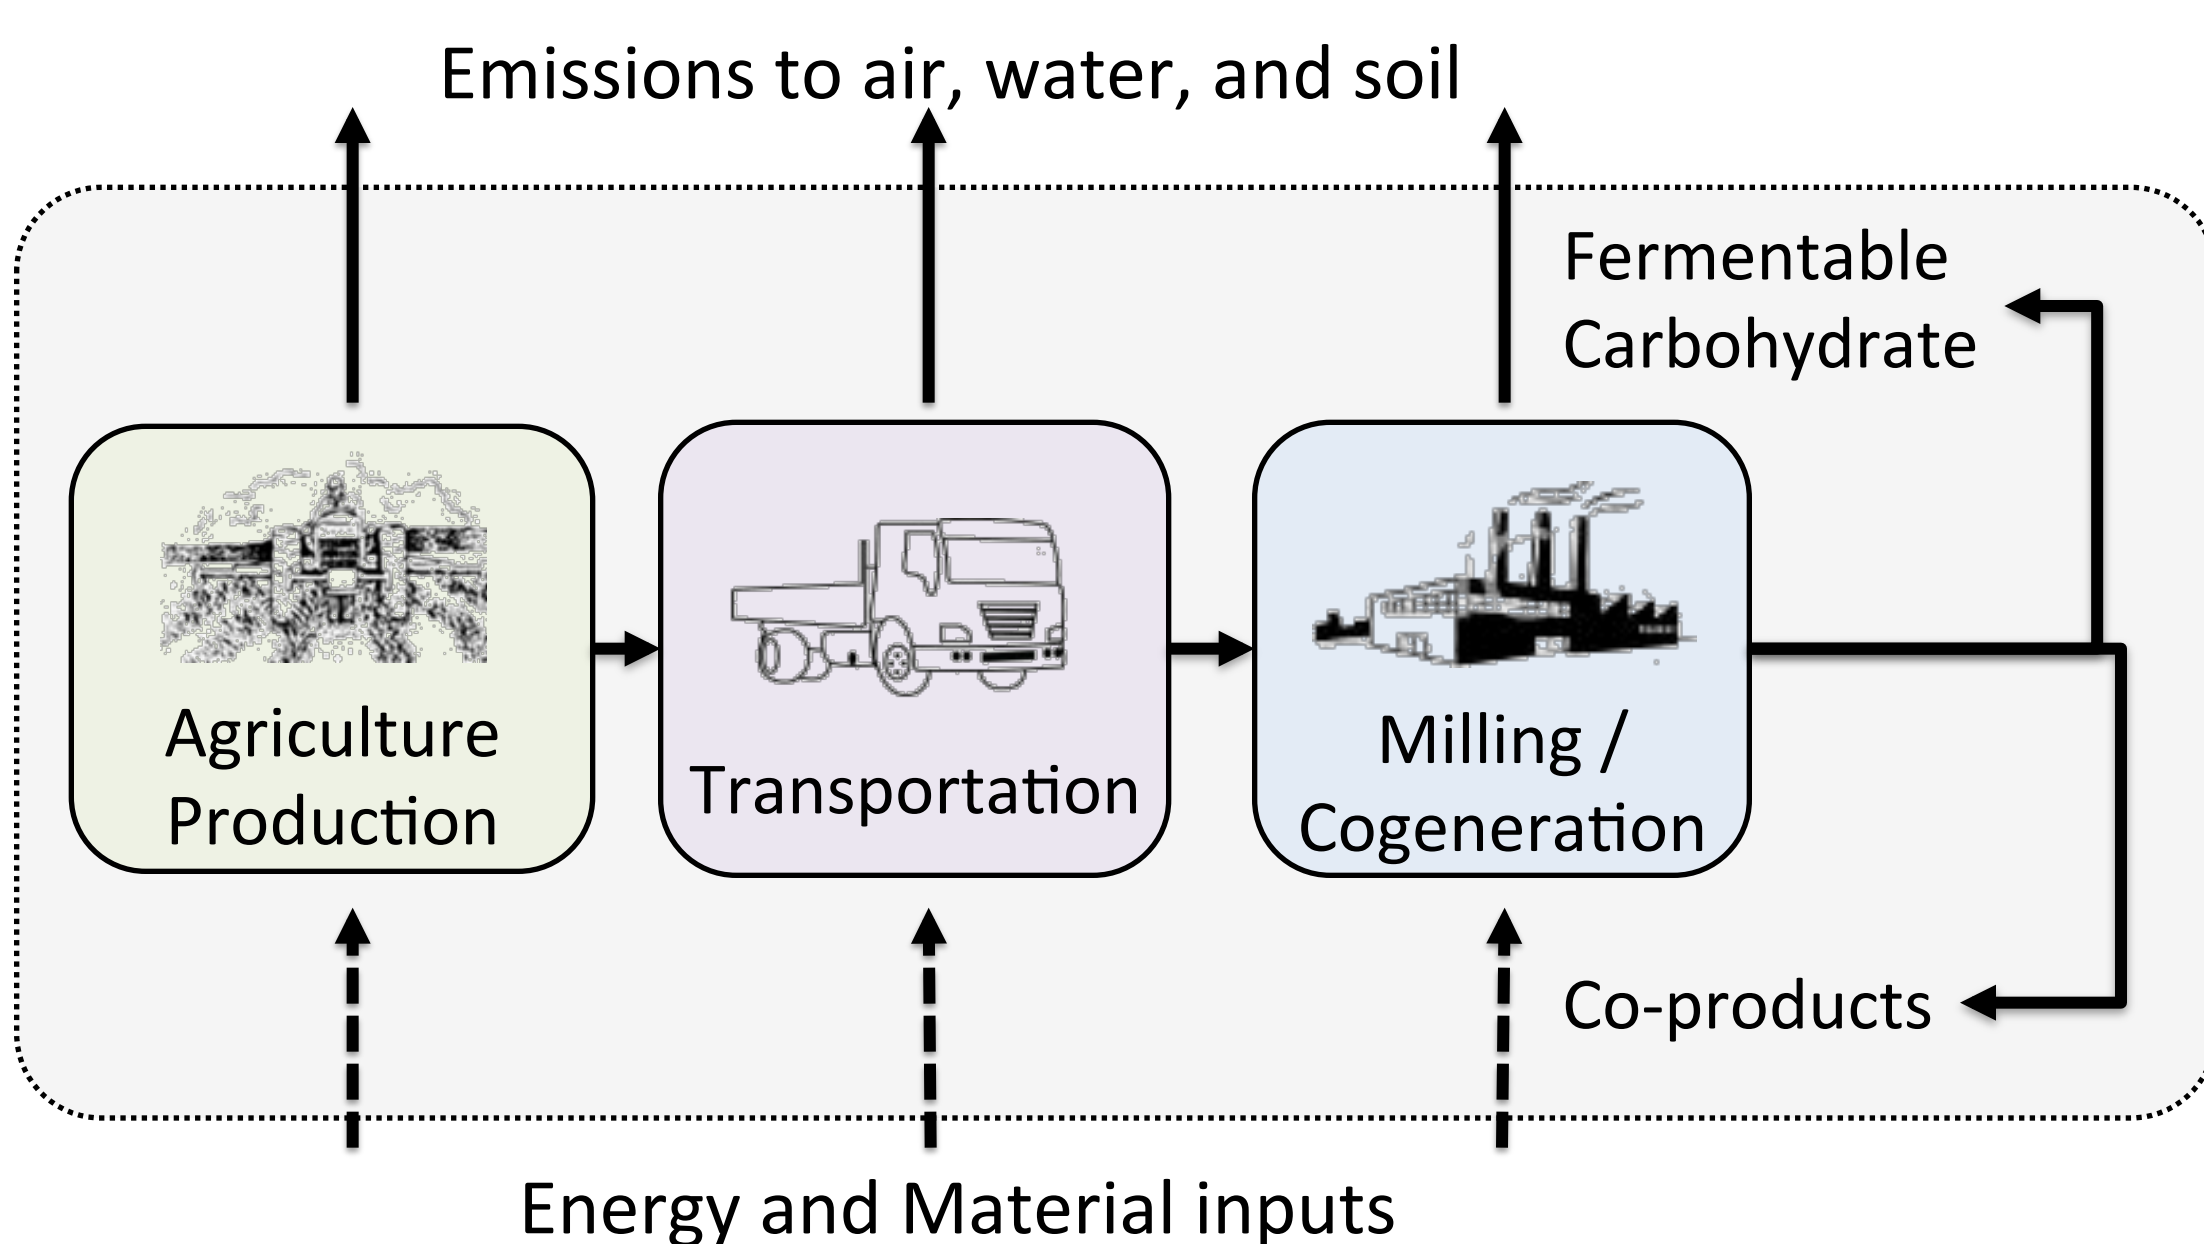 Emissions to air, water, and soil
Fermentable
Carbohydrate
Agriculture
Production
Transportation
Milling /
Cogeneration
Co-products
Energy and Material inputs